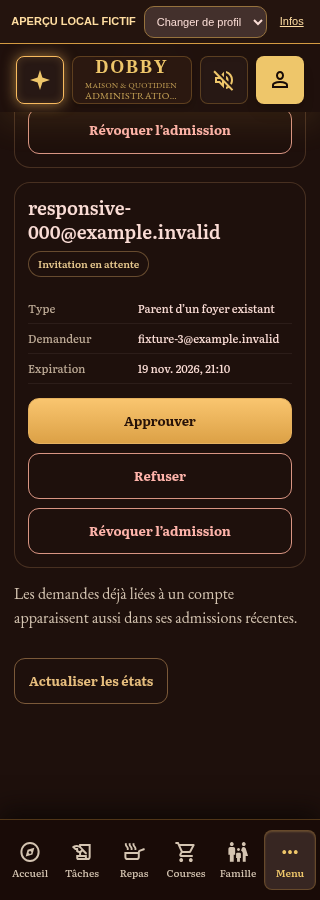 APERÇU LOCAL FICTIF
Changer de profil
Infos
DOBBY
MAISON & QUOTIDIEN
ADMINISTRATIO…
Révoquer l’admission
responsive-
000@example.invalid
Invitation en attente
Type Parent d’un foyer existant
Demandeur fixture-3@example.invalid
Expiration 19 nov. 2026, 21:10
Approuver
Refuser
Révoquer l’admission
Les demandes déjà liées à un compte
apparaissent aussi dans ses admissions récentes.
Actualiser les états
Accueil Tâches Repas Courses Famille Menu